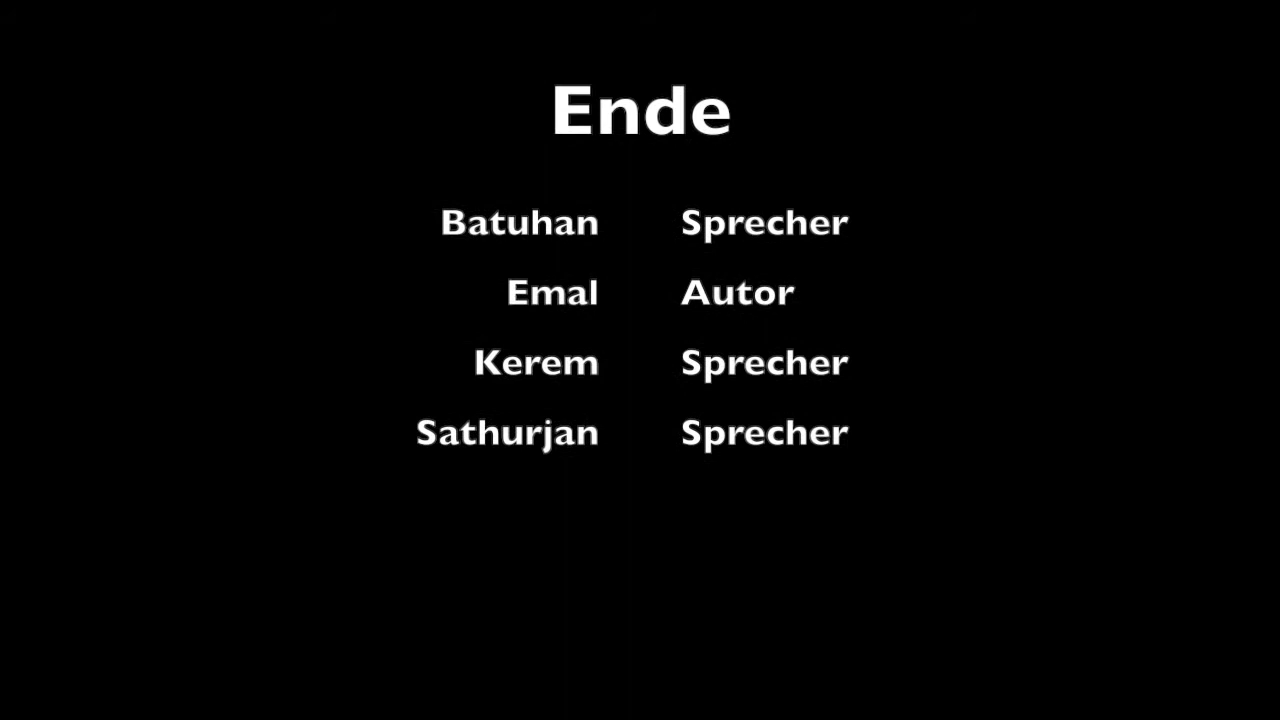 Ende
Batuhan Sprecher
Emal Autor
Kerem Sprecher
Sathurjan Sprecher